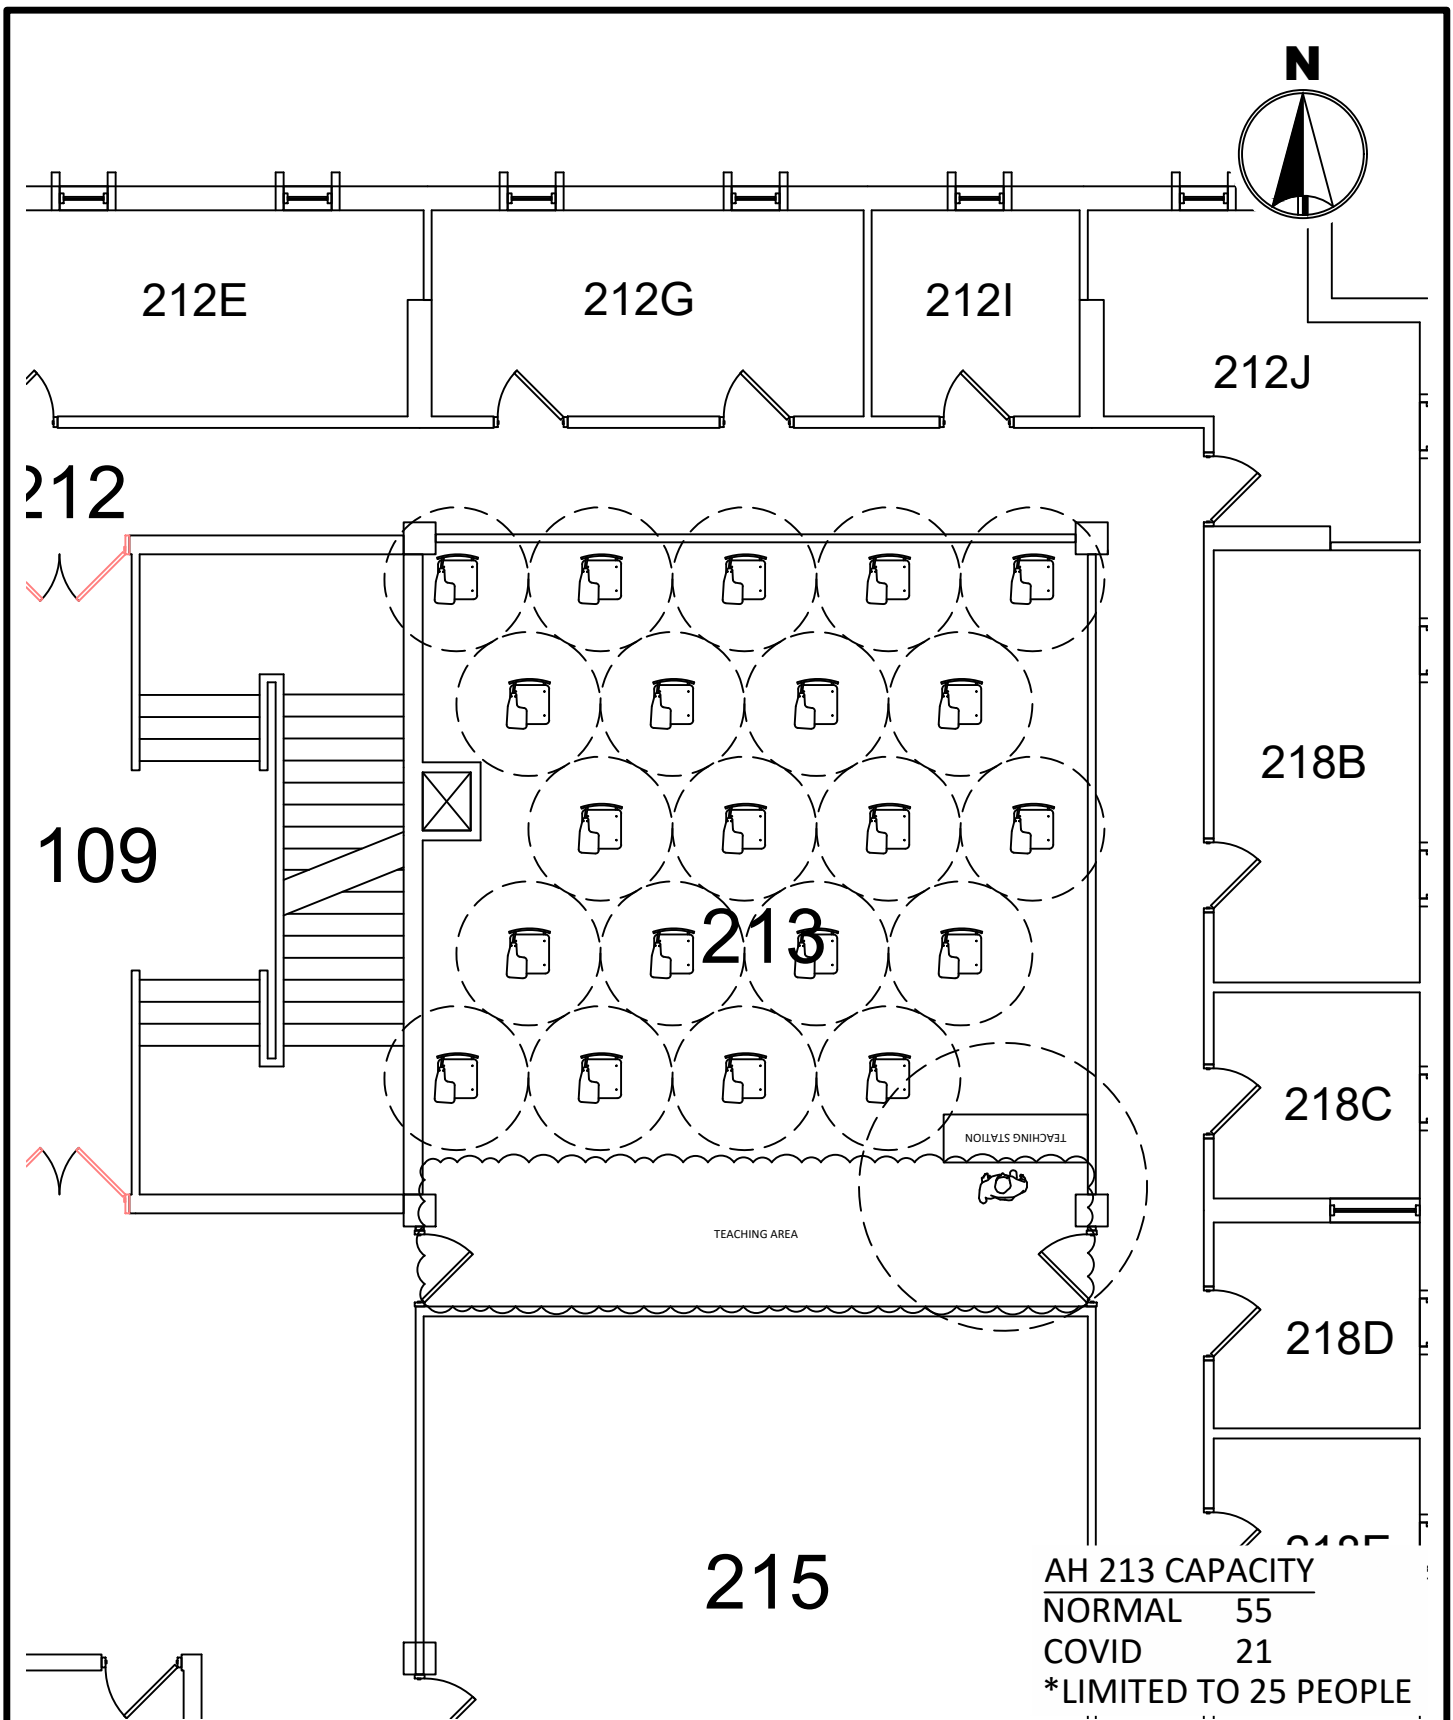 N
212E
212G
212I
212J
212
218B
109
213
218C
TEACHING STATION
TEACHING AREA
218D
215
AH 213 CAPACITY
NORMAL 55
COVID 21
*LIMITED TO 25 PEOPLE